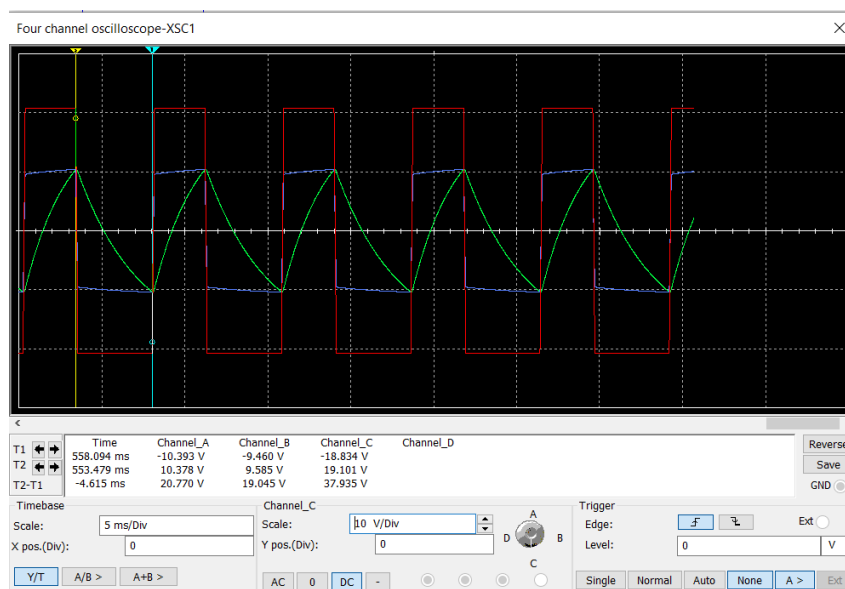 Four channel oscilloscope-XSC1
T1
T2
T2-T1
Time Channel_A Channel_B Channel_C Channel_D
558.094 ms -10.393 V -9.460 V -18.834 V
553.479 ms 10.378 V 9.585 V 19.101 V
-4.615 ms 20.770 V 19.045 V 37.935 V
Reverse
Save
GND
Timebase
Scale: 5 ms/Div
X pos.(Div): 0
Y/T A/B > A+B >
Channel_C
Scale: 10 V/Div
Y pos.(Div): 0
AC 0 DC -
A
D B
C
Trigger
Edge: Ext
Level: 0 V
Single Normal Auto None A > Ext